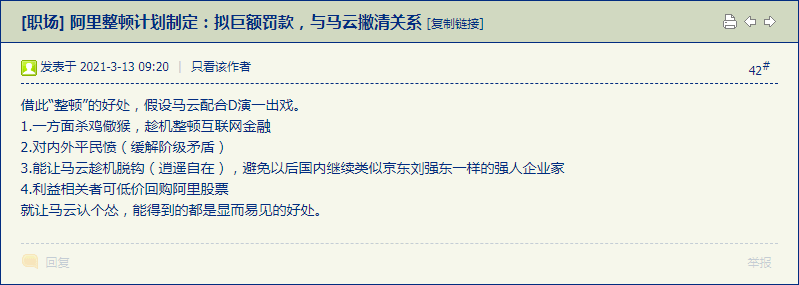 [职场] 阿里整顿计划制定：拟巨额罚款，与马云撇清关系 [复制链接]
发表于 2021-3-13 09:20 | 只看该作者
42#
借此“整顿”的好处，假设马云配合D演一出戏。
1.一方面杀鸡儆猴，趁机整顿互联网金融
2.对内外平民愤（缓解阶级矛盾）
3.能让马云趁机脱钩（逍遥自在），避免以后国内继续类似京东刘强东一样的强人企业家
4.利益相关者可低价回购阿里股票
就让马云认个怂，能得到的都是显而易见的好处。
回复
举报